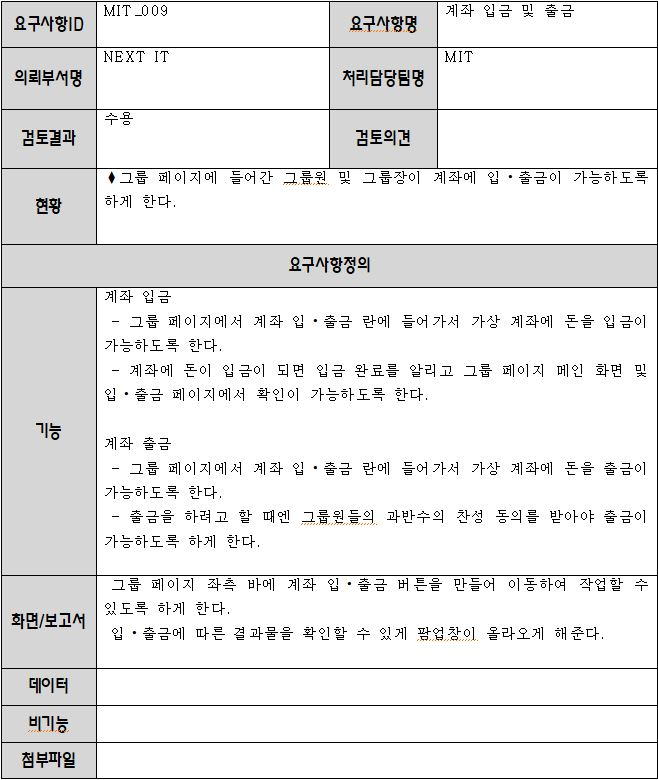 요구사항ID MIT_009 요구사항명 계좌 입금 및 출금
의뢰부서명 NEXT IT 처리담당팀명 MIT
검토결과 수용 검토의견
현황
♦그룹 페이지에 들어간 그룹원 및 그룹장이 계좌에 입·출금이 가능하도록
하게 한다.
요구사항정의
기능
계좌 입금
- 그룹 페이지에서 계좌 입·출금 란에 들어가서 가상 계좌에 돈을 입금이
가능하도록 한다.
- 계좌에 돈이 입금이 되면 입금 완료를 알리고 그룹 페이지 메인 화면 및
입·출금 페이지에서 확인이 가능하도록 한다.
계좌 출금
- 그룹 페이지에서 계좌 입·출금 란에 들어가서 가상 계좌에 돈을 출금이
가능하도록 한다.
- 출금을 하려고 할 때엔 그룹원들의 과반수의 찬성 동의를 받아야 출금이
가능하도록 하게 한다.
화면/보고서
그룹 페이지 좌측 바에 계좌 입·출금 버튼을 만들어 이동하여 작업할 수
있도록 하게 한다.
입·출금에 따른 결과물을 확인할 수 있게 팝업창이 올라오게 해준다.
데이터
비기능
첨부파일